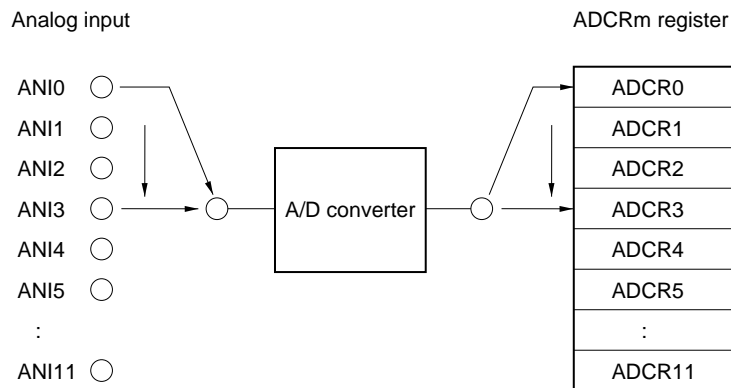 Analog input
ADCRm register
ANI0
ADCR0
ANI1
ADCR1
ANI2
ADCR2
ANI3
A/D converter
ADCR3
ANI4
ADCR4
ANI5
ADCR5
:
:
ANI11
ADCR11